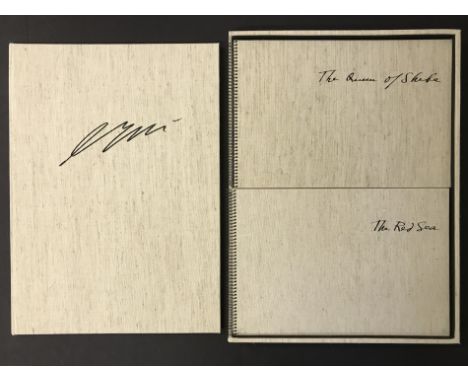 The Queen of Sheba
The Red Sea